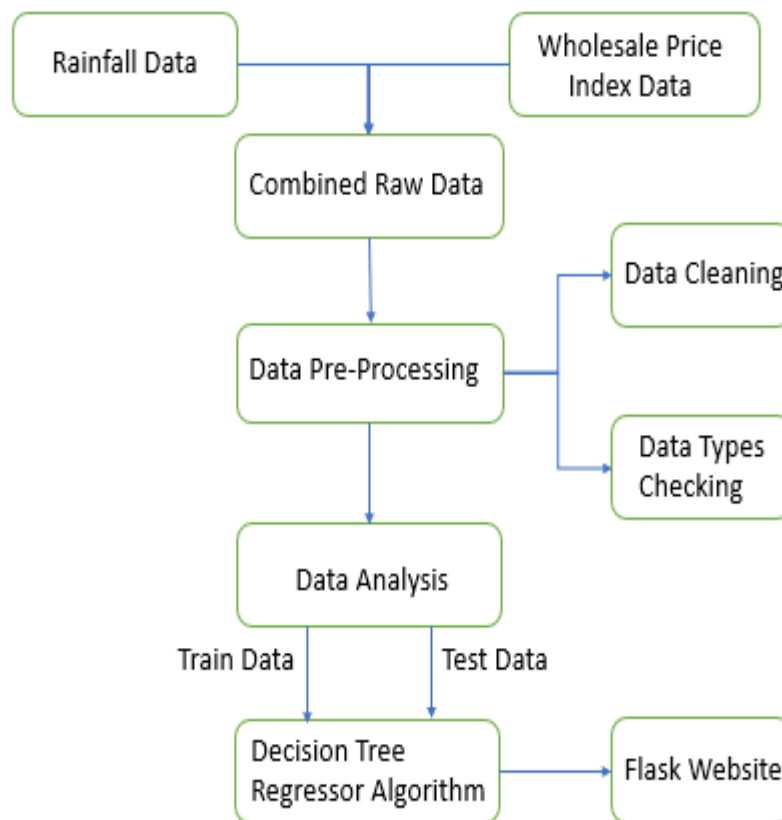 Rainfall Data
Wholesale Price
Index Data
Combined Raw Data
Data Cleaning
Data Pre-Processing
Data Types
Checking
Data Analysis
Train Data
Test Data
Decision Tree
Regressor Algorithm
Flask Website